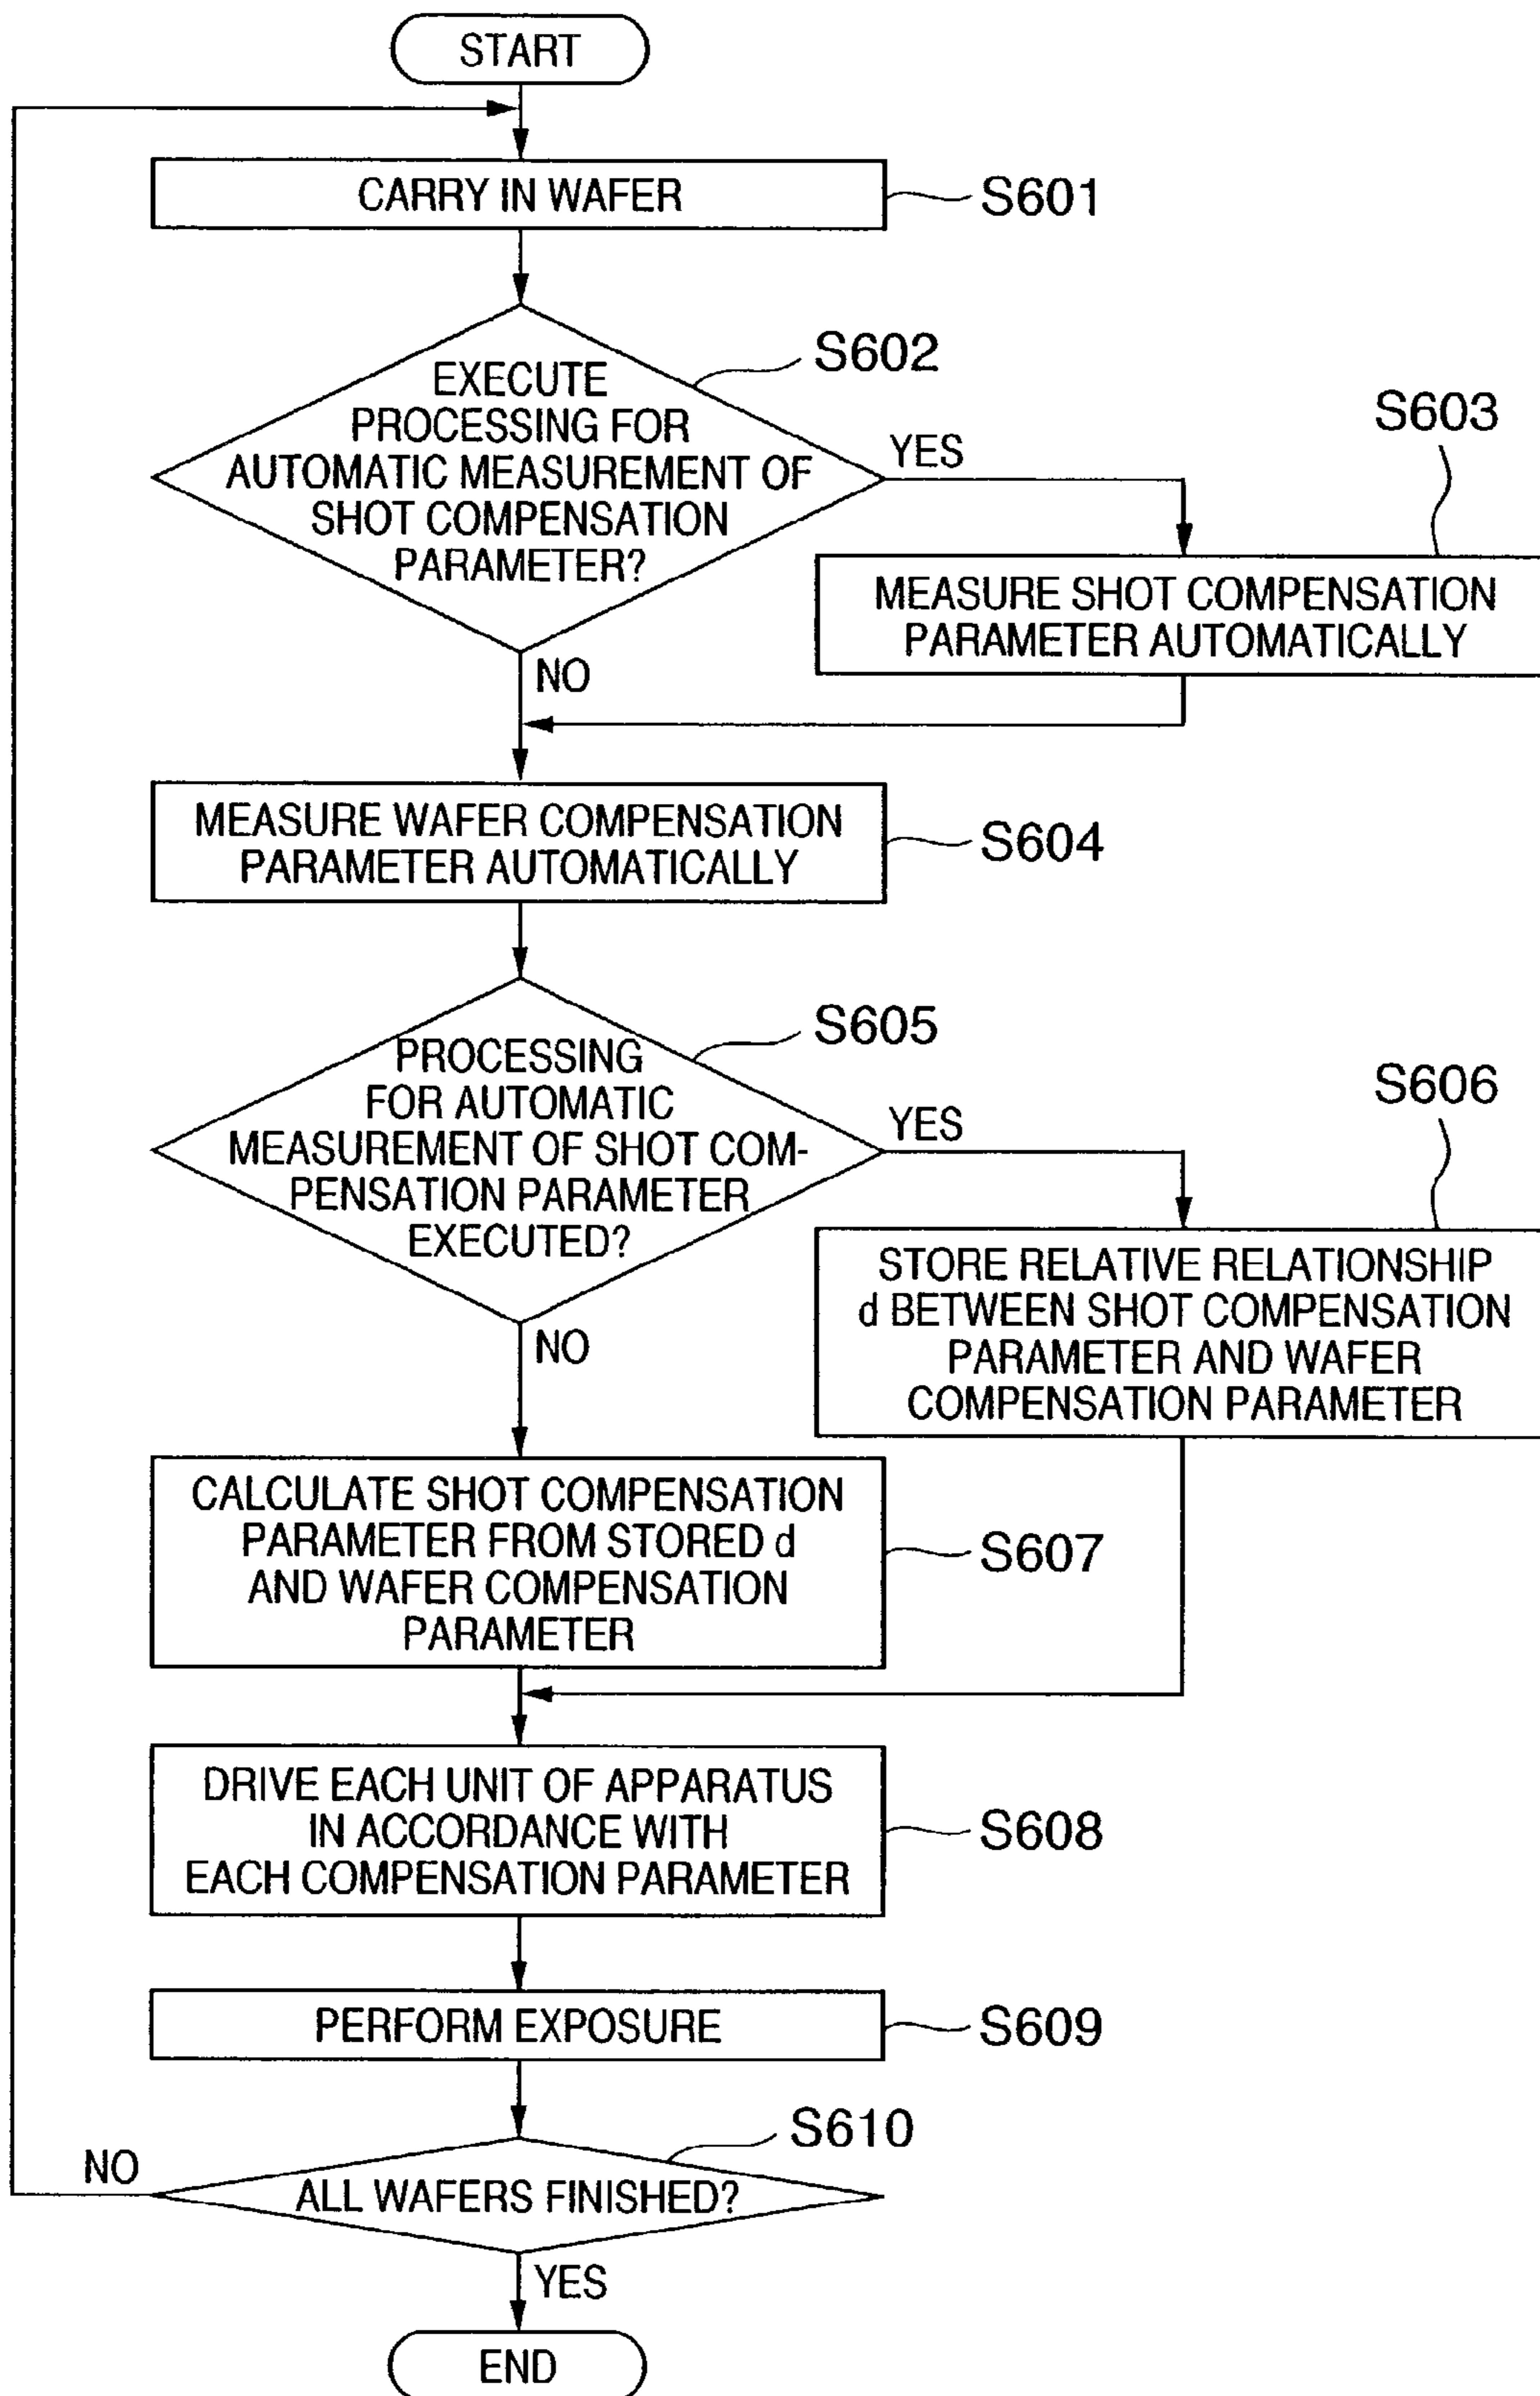 START
CARRY IN WAFER
S601
S602
EXECUTE
PROCESSING FOR
AUTOMATIC MEASUREMENT OF
SHOT COMPENSATION
PARAMETER?
YES
NO
S603
MEASURE SHOT COMPENSATION
PARAMETER AUTOMATICALLY
MEASURE WAFER COMPENSATION
PARAMETER AUTOMATICALLY
S604
S605
PROCESSING
FOR AUTOMATIC
MEASUREMENT OF SHOT COM-
PENSATION PARAMETER
EXECUTED?
YES
NO
S606
STORE RELATIVE RELATIONSHIP
d BETWEEN SHOT COMPENSATION
PARAMETER AND WAFER
COMPENSATION PARAMETER
CALCULATE SHOT COMPENSATION
PARAMETER FROM STORED d
AND WAFER COMPENSATION
PARAMETER
S607
DRIVE EACH UNIT OF APPARATUS
IN ACCORDANCE WITH
EACH COMPENSATION PARAMETER
S608
PERFORM EXPOSURE
S609
S610
NO
ALL WAFERS FINISHED?
YES
END